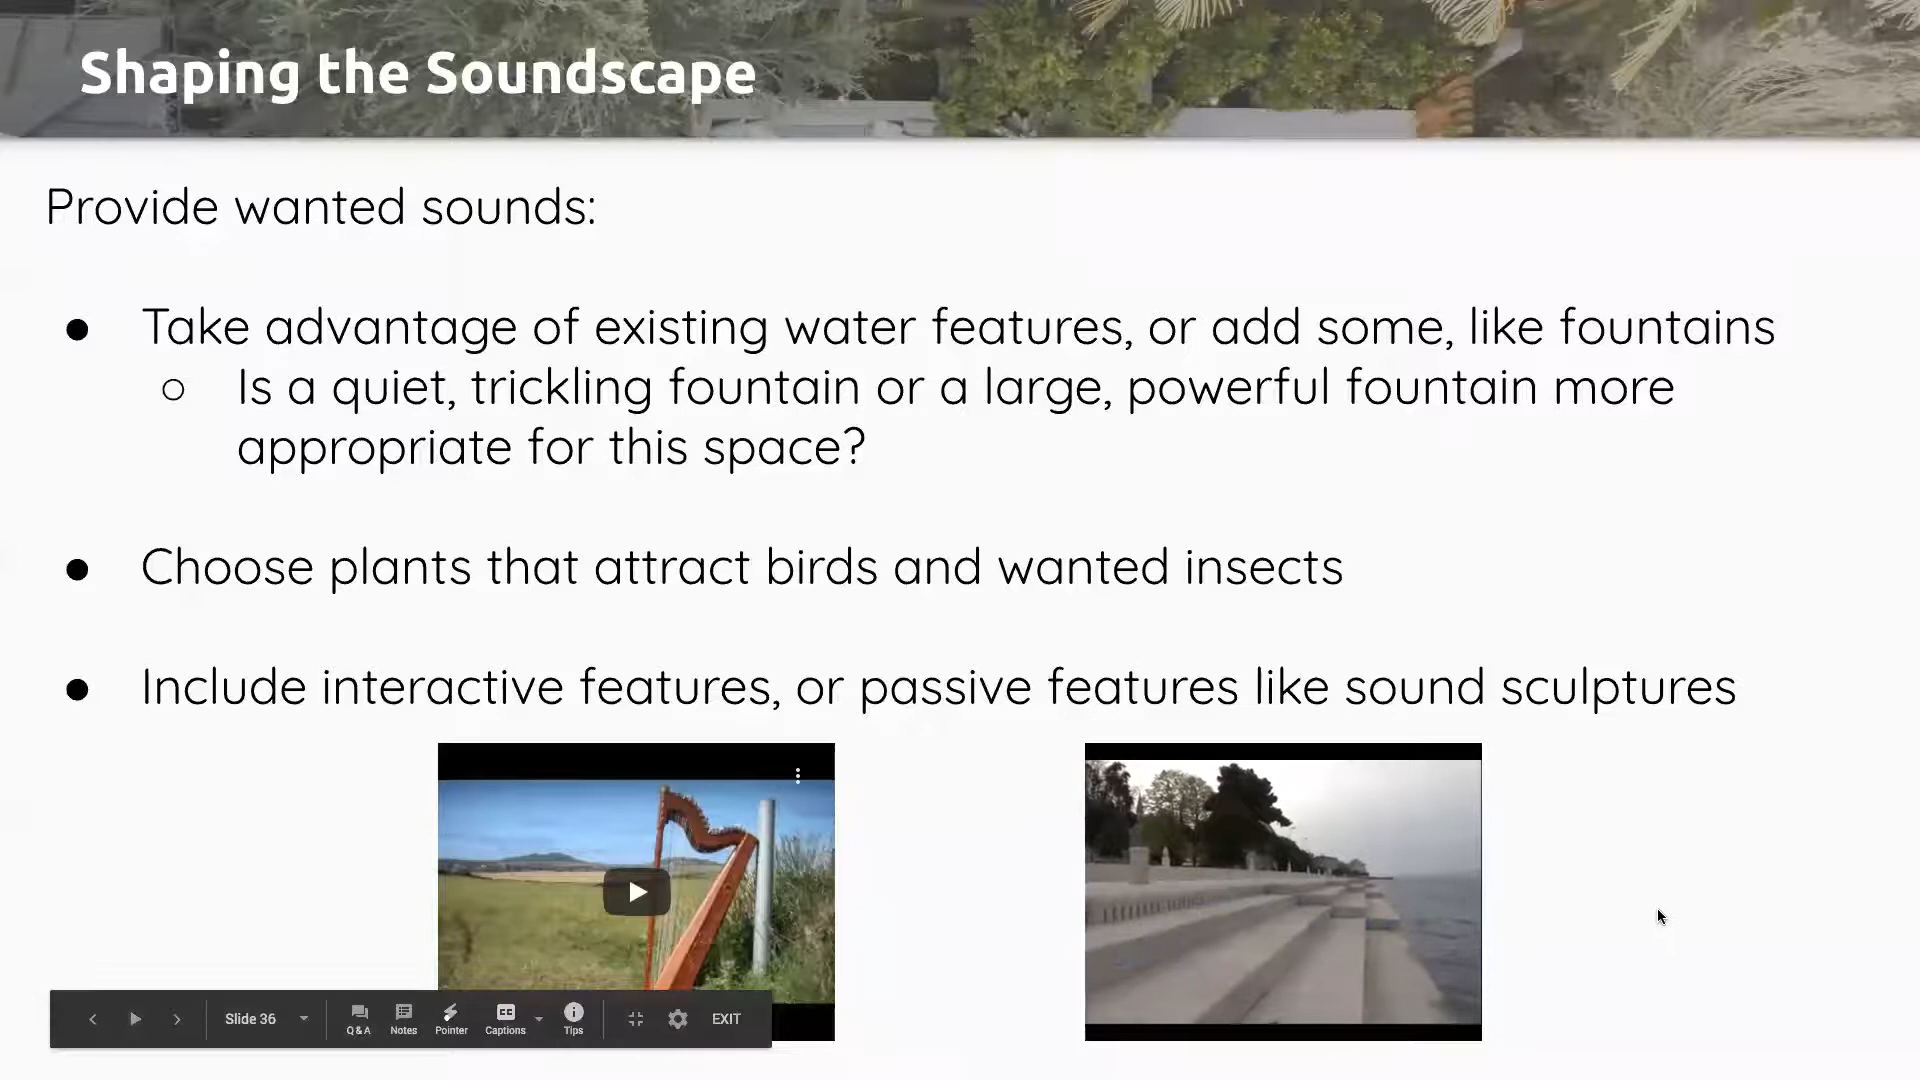 Shaping the Soundscape
Provide wanted sounds:
● Take advantage of existing water features, or add some, like fountains
○ Is a quiet, trickling fountain or a large, powerful fountain more
appropriate for this space?
● Choose plants that attract birds and wanted insects
● Include interactive features, or passive features like sound sculptures
Slide 36
Q&A Notes Pointer Captions Tips
EXIT